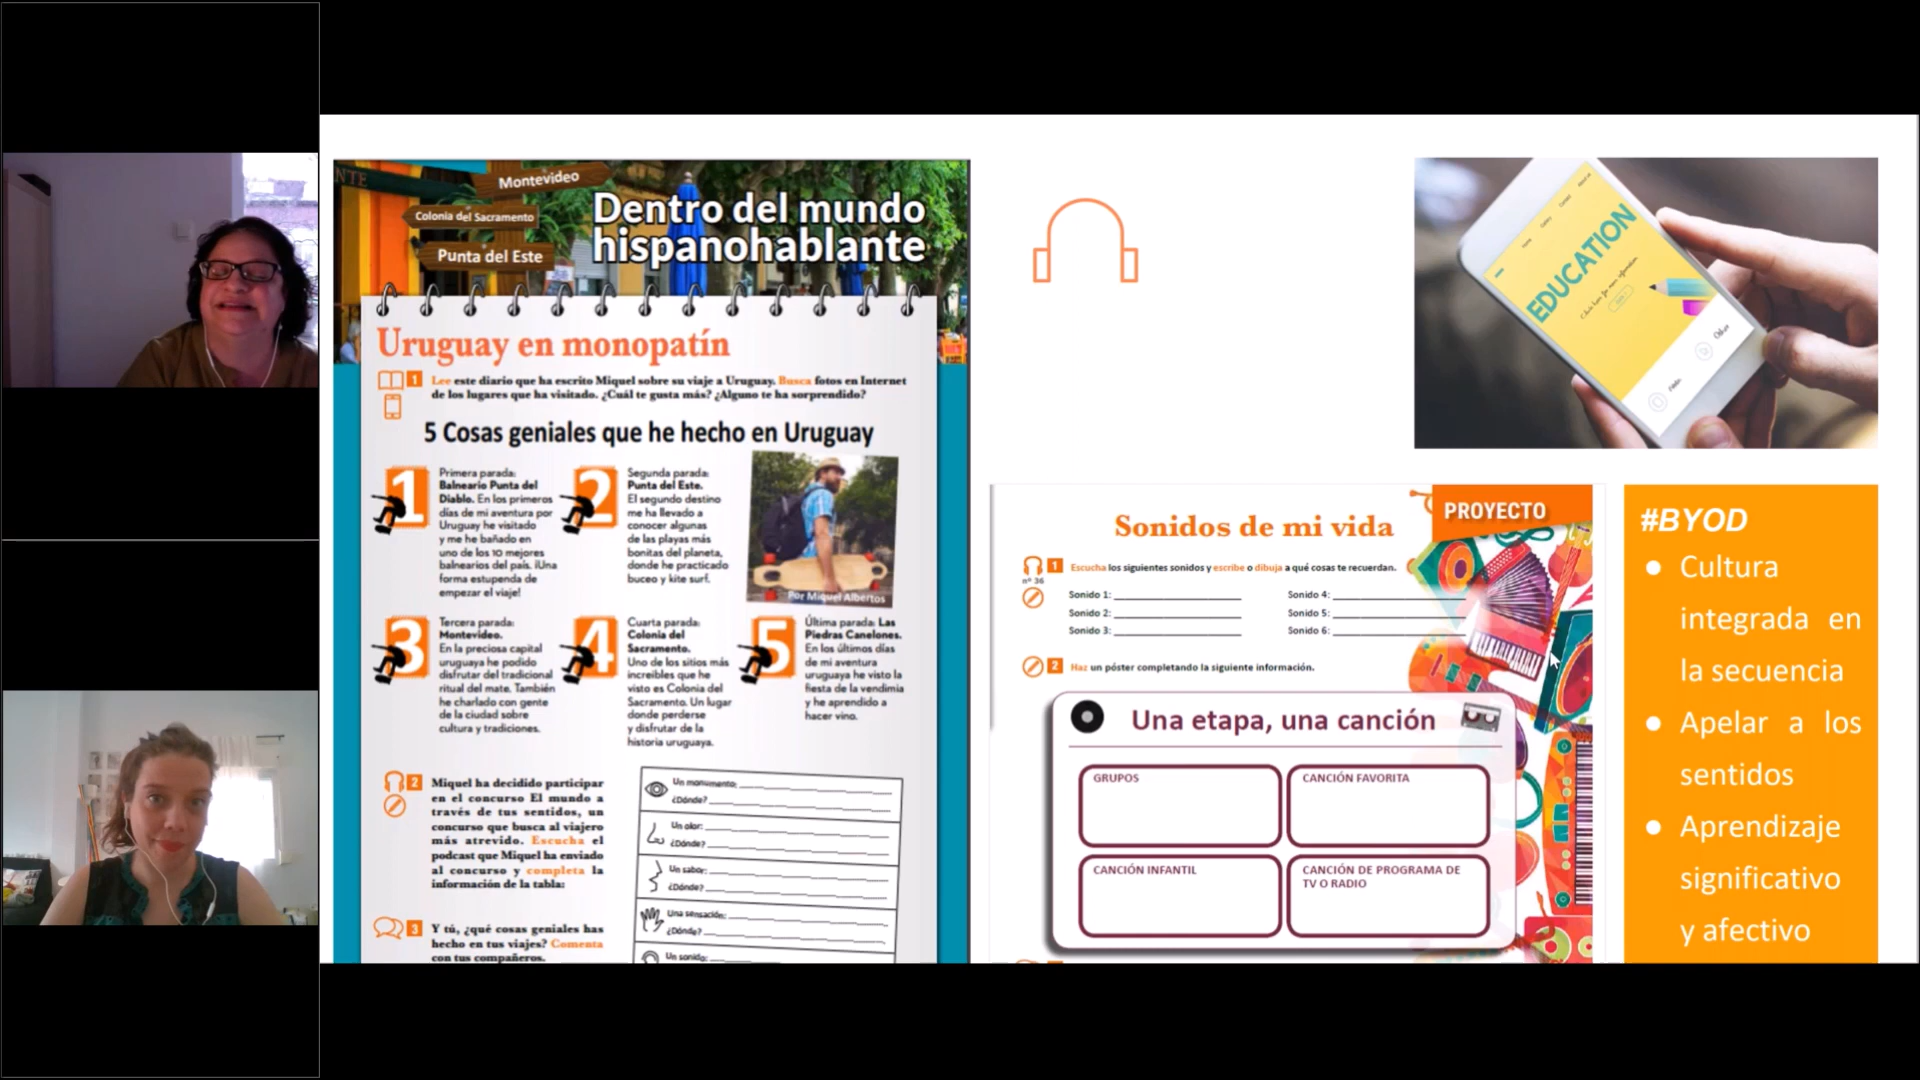 NTE
Montevideo
Colonia del Sacramento
Punta del Este
Dentro del mundo
hispanohablante
Uruguay en monopatín
1 Lee este diario que ha escrito Miquel sobre su viaje a Uruguay. Busca fotos en Internet
de los lugares que ha visitado. ¿Cuál te gusta más? ¿Alguno te ha sorprendido?
5 Cosas geniales que he hecho en Uruguay
1
Primera parada:
Balneario Punta del
Diablo. En los primeros
días de mi aventura por
Uruguay he visitado
y me he bañado en
uno de los 10 mejores
balnearios del país. ¡Una
forma estupenda de
empezar el viaje!
2
Segunda parada:
Punta del Este.
El segundo destino
me ha llevado a
conocer algunas
de las playas más
bonitas del planeta,
donde he practicado
buceo y kite surf.
Por Miquel Albertos
3
Tercera parada:
Montevideo.
En la preciosa capital
uruguaya he podido
disfrutar del tradicional
ritual del mate. También
he charlado con gente
de la ciudad sobre
cultura y tradiciones.
4
Cuarta parada:
Colonia del
Sacramento.
Uno de los sitios más
increíbles que he
visto es Colonia del
Sacramento. Un lugar
donde perderse
y disfrutar de la
historia uruguaya.
5
Última parada: Las
Piedras Canelones.
En los últimos días
de mi aventura
uruguaya he visto la
fiesta de la vendimia
y he aprendido a
hacer vino.
2 Miquel ha decidido participar
en el concurso El mundo a
través de tus sentidos, un
concurso que busca al viajero
más atrevido. Escucha el
podcast que Miquel ha enviado
al concurso y completa la
información de la tabla:
Un monumento:
¿Dónde?
Un olor:
¿Dónde?
Un sabor:
¿Dónde?
Una sensación:
¿Dónde?
Un sonido:
3 Y tú, ¿qué cosas geniales has
hecho en tus viajes? Comenta
con tus compañeros.
EDUCATION
Other
PROYECTO
Sonidos de mi vida
1 Escucha los siguientes sonidos y escribe o dibuja a qué cosas te recuerdan.
nº 36
Sonido 1: Sonido 4:
Sonido 2: Sonido 5:
Sonido 3: Sonido 6:
2 Haz un póster completando la siguiente información.
Una etapa, una canción
GRUPOS
CANCIÓN FAVORITA
CANCIÓN INFANTIL
CANCIÓN DE PROGRAMA DE
TV O RADIO
#BYOD
● Cultura
integrada en
la secuencia
● Apelar a los
sentidos
● Aprendizaje
significativo
y afectivo